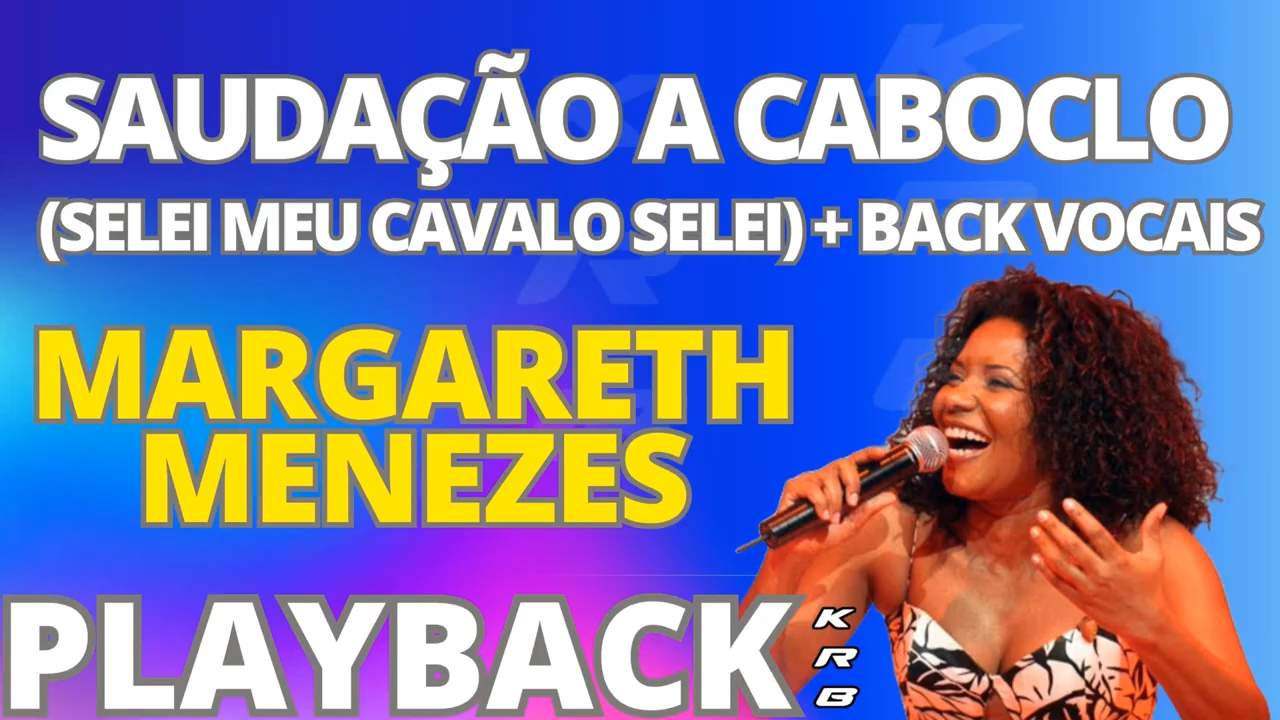 SAUDAÇÃO A CABOCLO
(SELEI MEU CAVALO SELEI) + BACK VOCAIS
MARGARETH
MENEZES
PLAYBACK
K
R
B